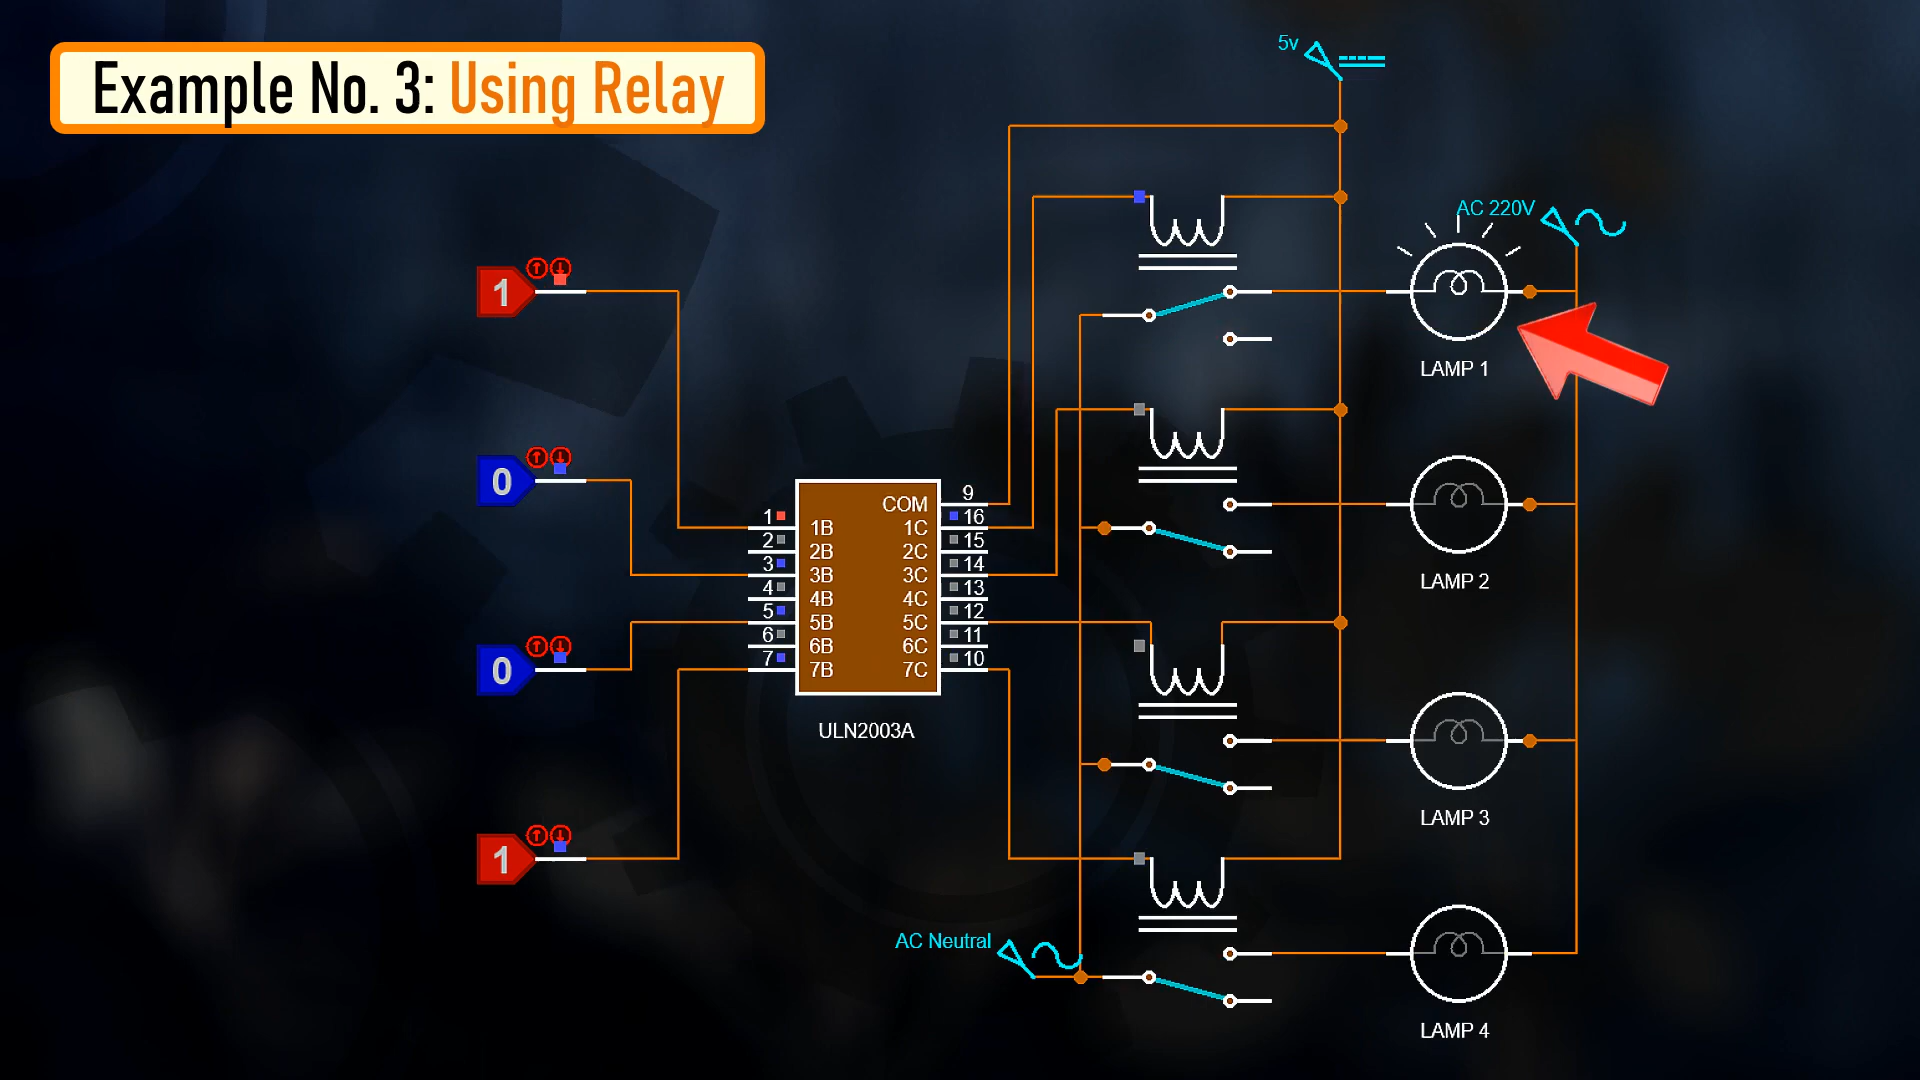 Example No. 3: Using Relay
5v
AC 220V
1
LAMP 1
0
LAMP 2
COM 9
1 1B 1C 16
2 2B 2C 15
3 3B 3C 14
4 4B 4C 13
5 5B 5C 12
6 6B 6C 11
7 7B 7C 10
0
ULN2003A
LAMP 3
1
AC Neutral
LAMP 4